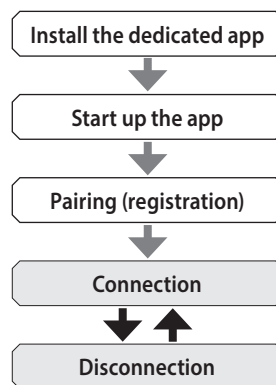 Install the dedicated app
Start up the app
Pairing (registration)
Connection
Disconnection